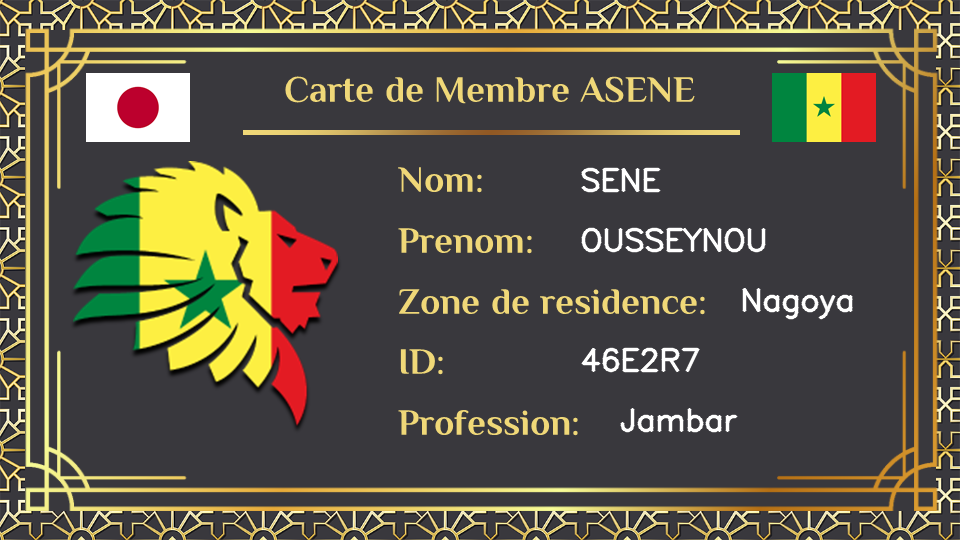 Carte de Membre ASENE
Nom: SENE
Prenom: OUSSEYNOU
Zone de residence: Nagoya
ID: 46E2R7
Profession: Jambar